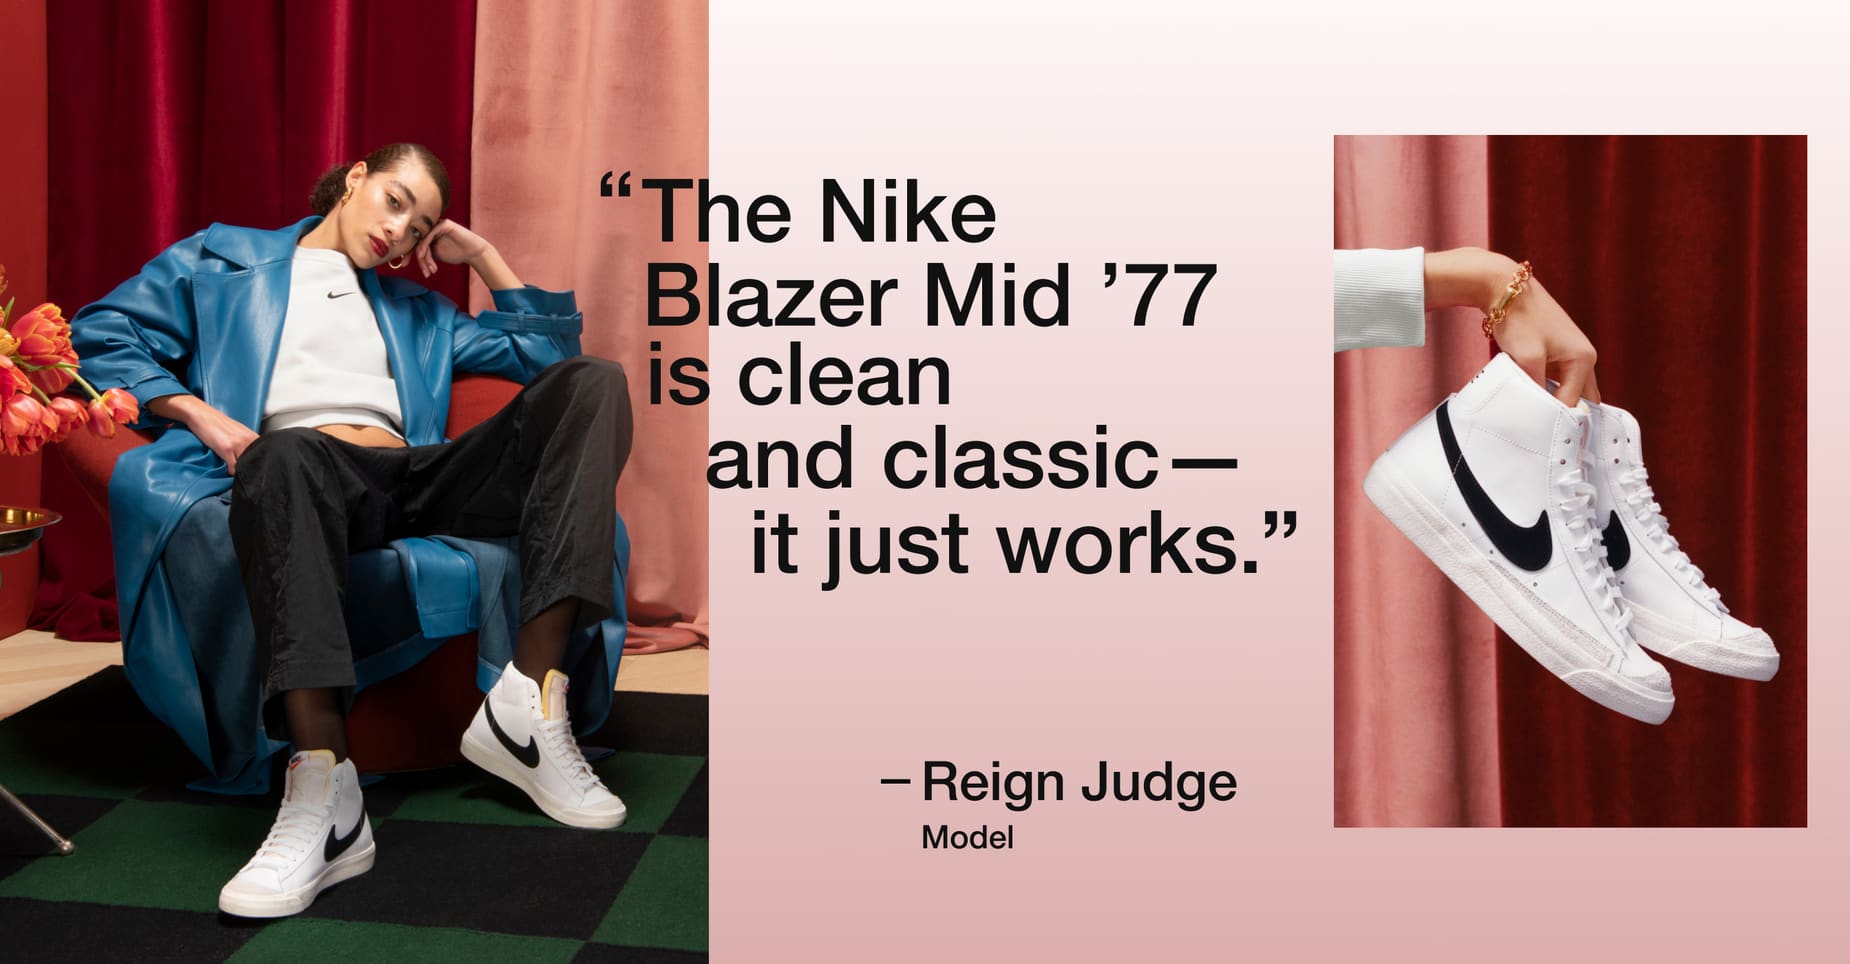 “The Nike
Blazer Mid ’77
is clean
and classic—
it just works.”
– Reign Judge
Model